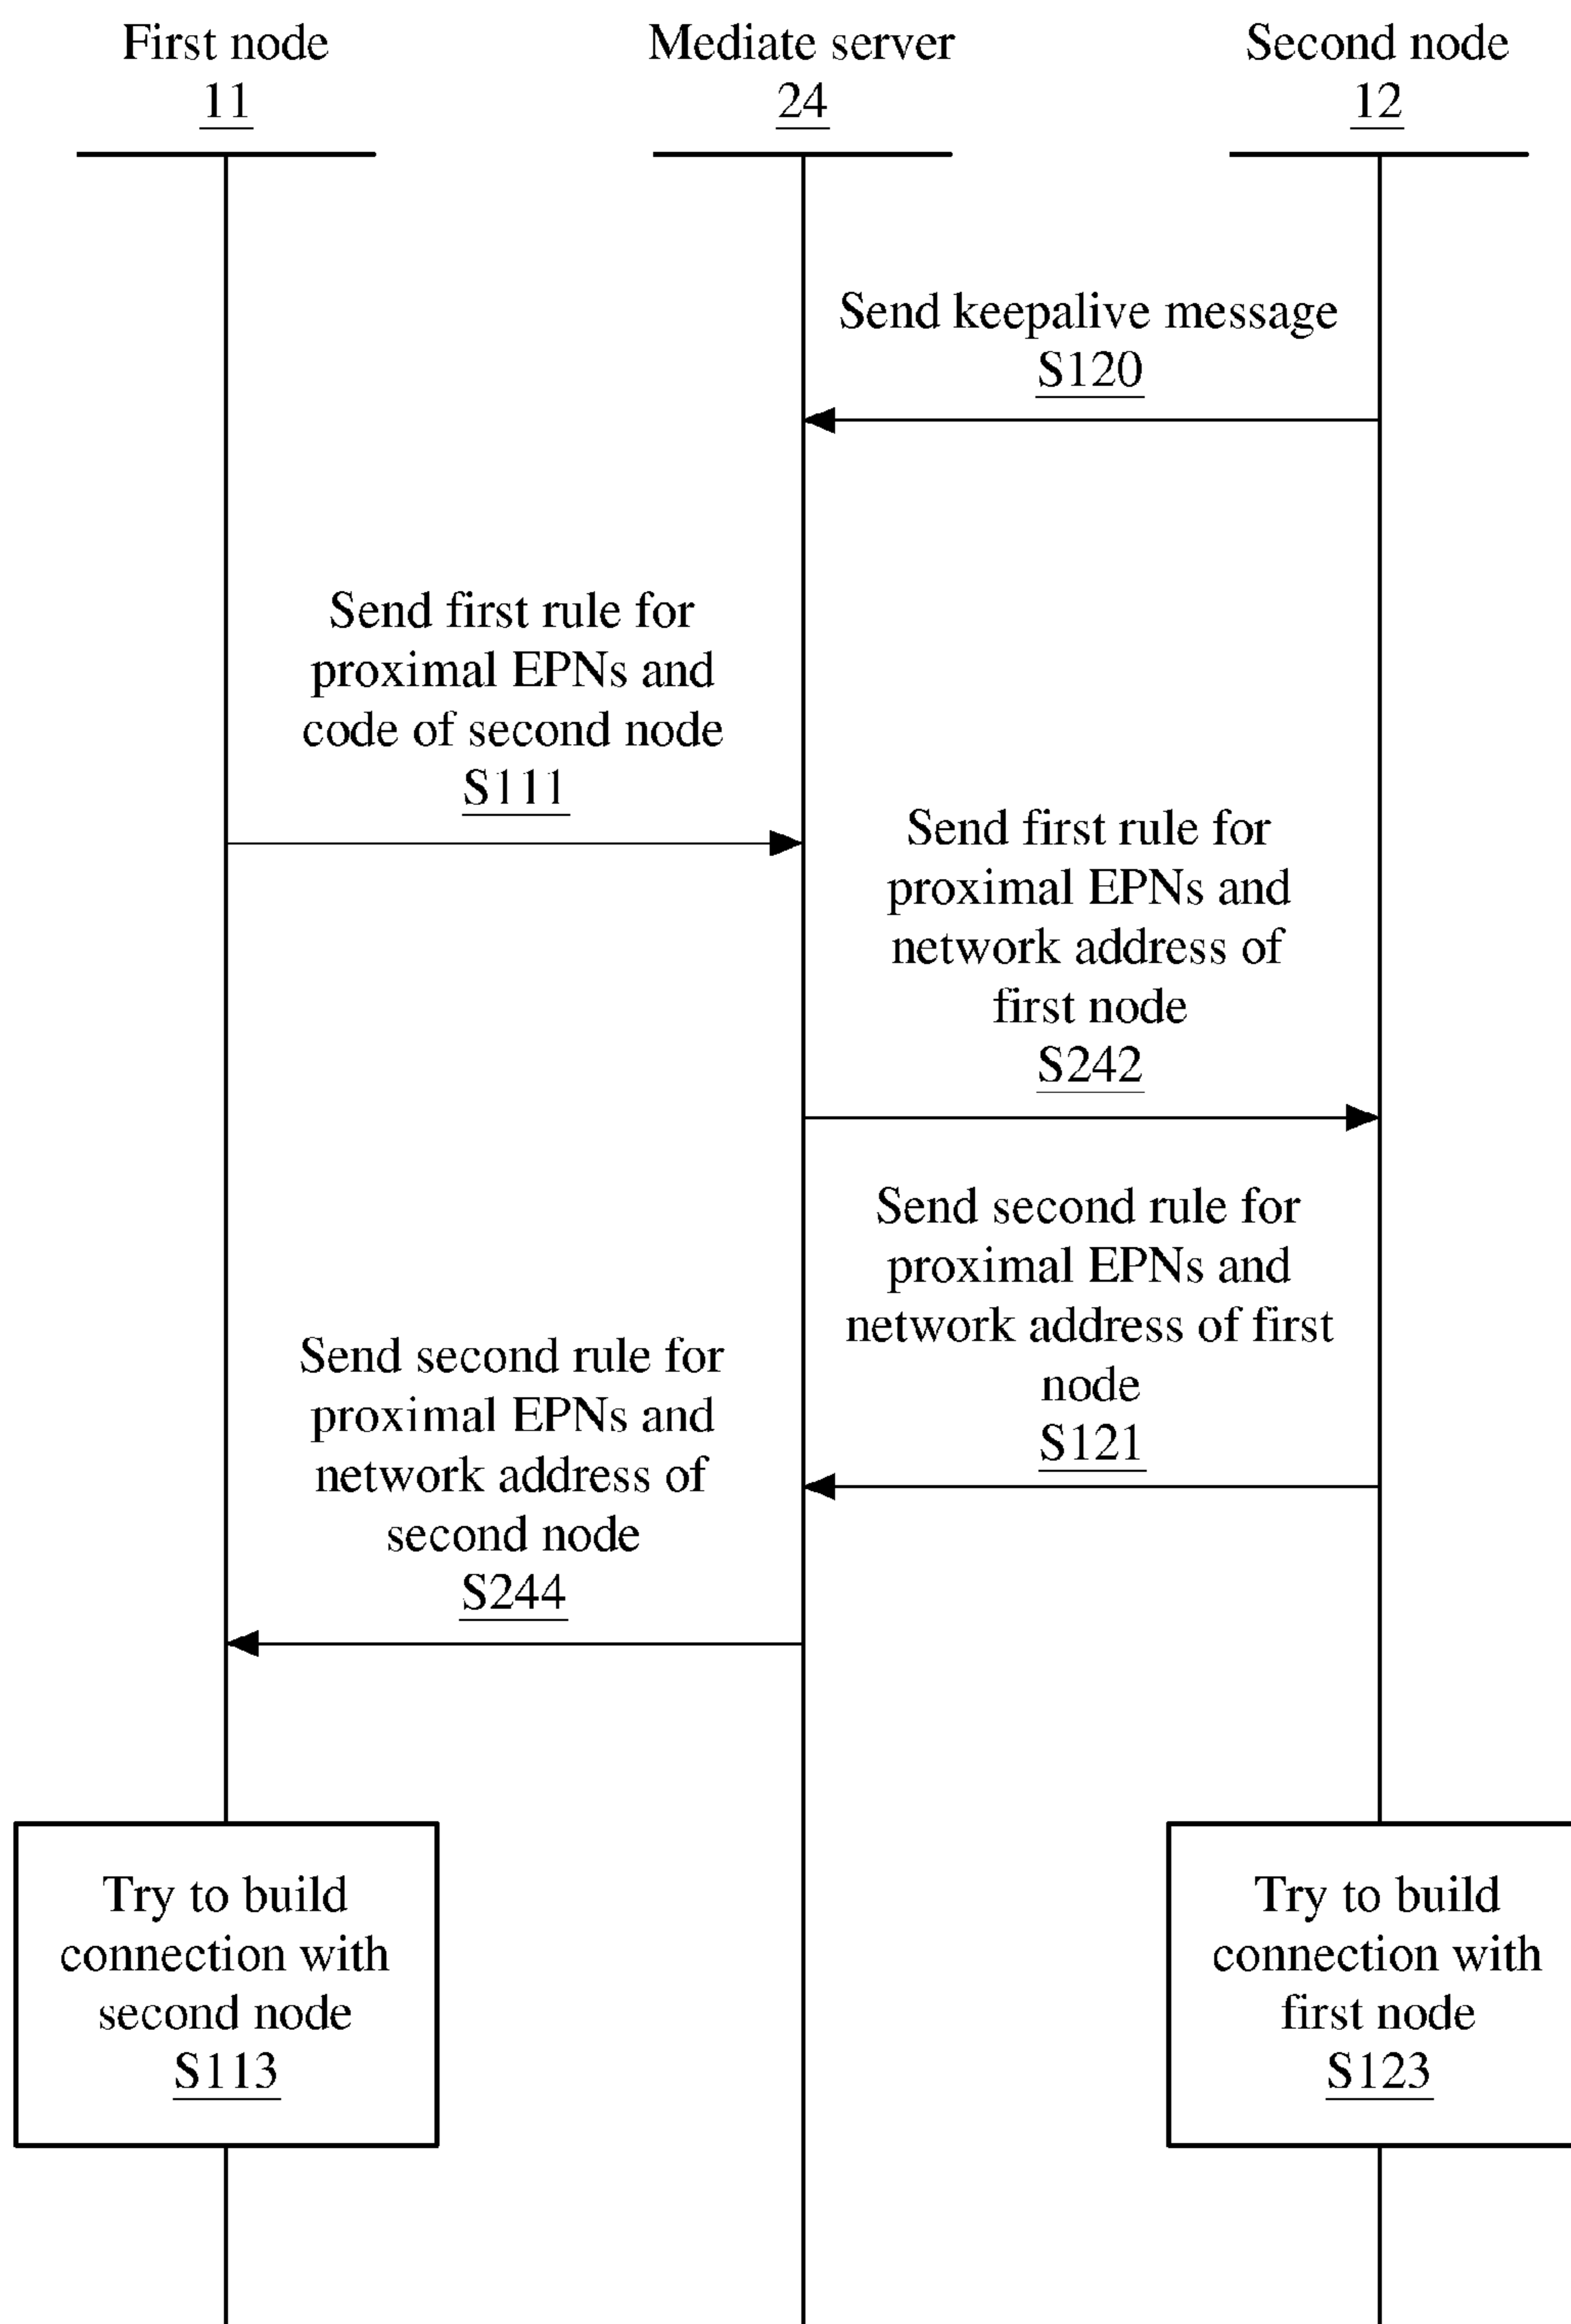 First node
11
Mediate server
24
Second node
12
Send keepalive message
S120
Send first rule for
proximal EPNs and
code of second node
S111
Send first rule for
proximal EPNs and
network address of
first node
S242
Send second rule for
proximal EPNs and
network address of first
node
S121
Send second rule for
proximal EPNs and
network address of
second node
S244
Try to build
connection with
second node
S113
Try to build
connection with
first node
S123